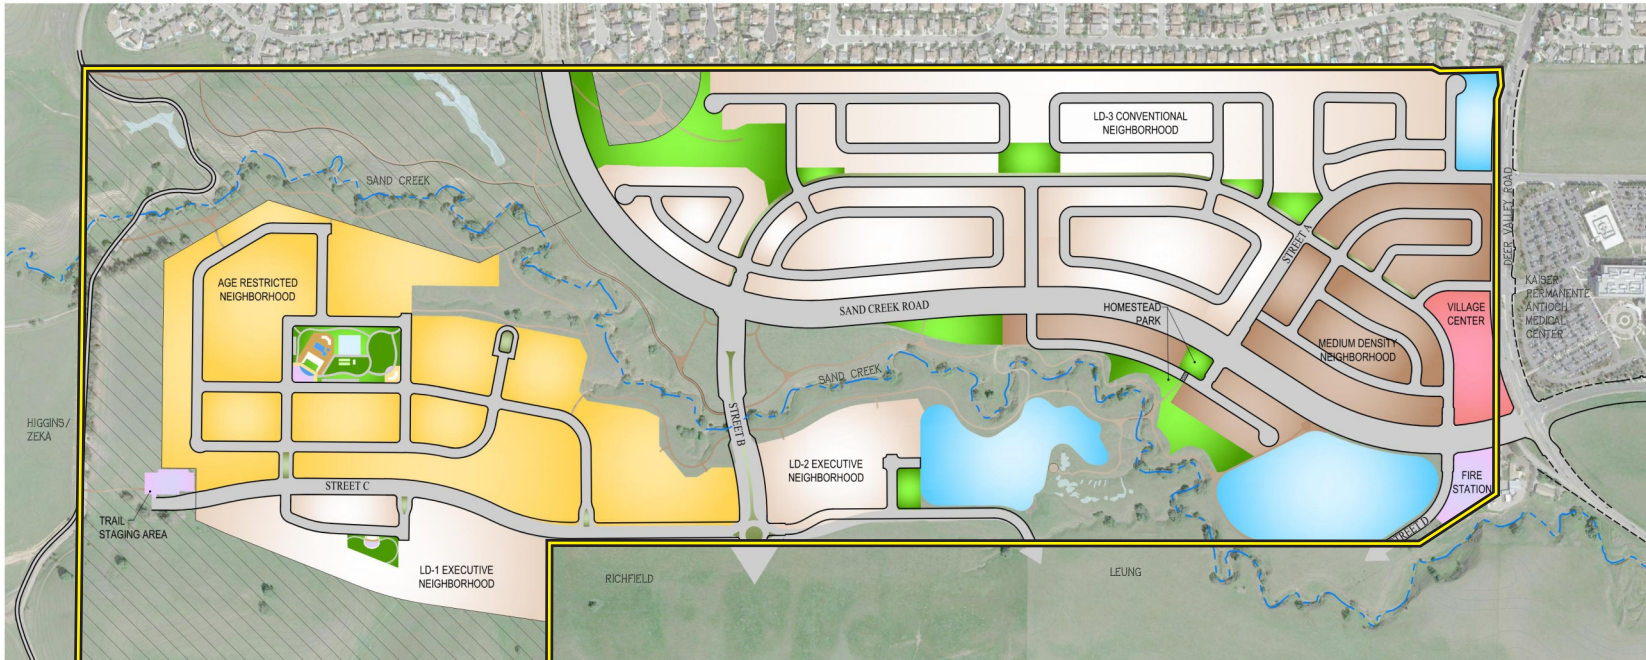 LD-3 CONVENTIONAL
NEIGHBORHOOD
SAND CREEK
DEER VALLEY ROAD
STREET A
AGE RESTRICTED
NEIGHBORHOOD
KAISER
PERMANENTE
ANTIOCH
MEDICAL
CENTER
SAND CREEK ROAD
HOMESTEAD
PARK
VILLAGE
CENTER
MEDIUM DENSITY
NEIGHBORHOOD
SAND CREEK
STREET B
HIGGINS/
ZEKA
LD-2 EXECUTIVE
NEIGHBORHOOD
FIRE
STATION
STREET C
TRAIL
STAGING AREA
STREET D
LD-1 EXECUTIVE
NEIGHBORHOOD
RICHFIELD
LEUNG